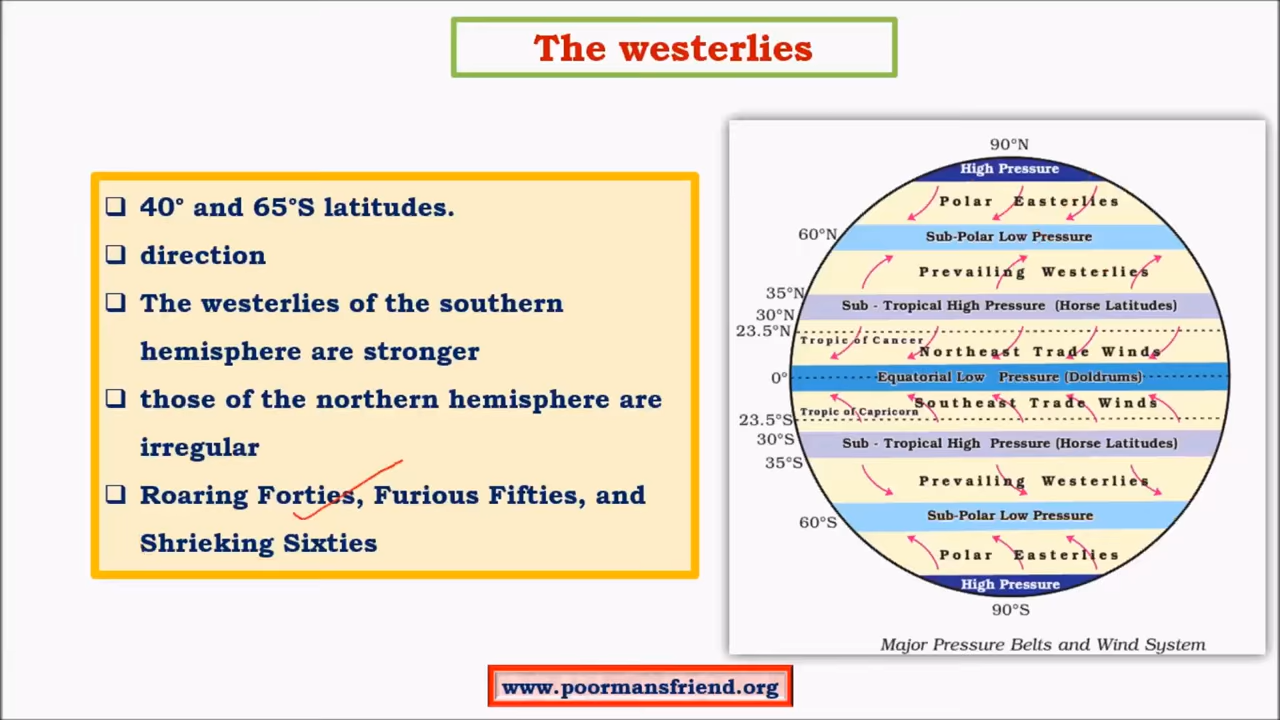 The westerlies
❑ 40° and 65°S latitudes.
❑ direction
❑ The westerlies of the southern
hemisphere are stronger
❑ those of the northern hemisphere are
irregular
❑ Roaring Forties, Furious Fifties, and
Shrieking Sixties
90°N
High Pressure
Polar Easterlies
60°N
Sub-Polar Low Pressure
Prevailing Westerlies
35°N
Sub - Tropical High Pressure (Horse Latitudes)
30°N
23.5°N
Tropic of Cancer
Northeast Trade Winds
0°
Equatorial Low Pressure (Doldrums)
Southeast Trade Winds
Tropic of Capricorn
23.5°S
30°S
Sub - Tropical High Pressure (Horse Latitudes)
35°S
Prevailing Westerlies
60°S
Sub-Polar Low Pressure
Polar Easterlies
High Pressure
90°S
Major Pressure Belts and Wind System
www.poormansfriend.org